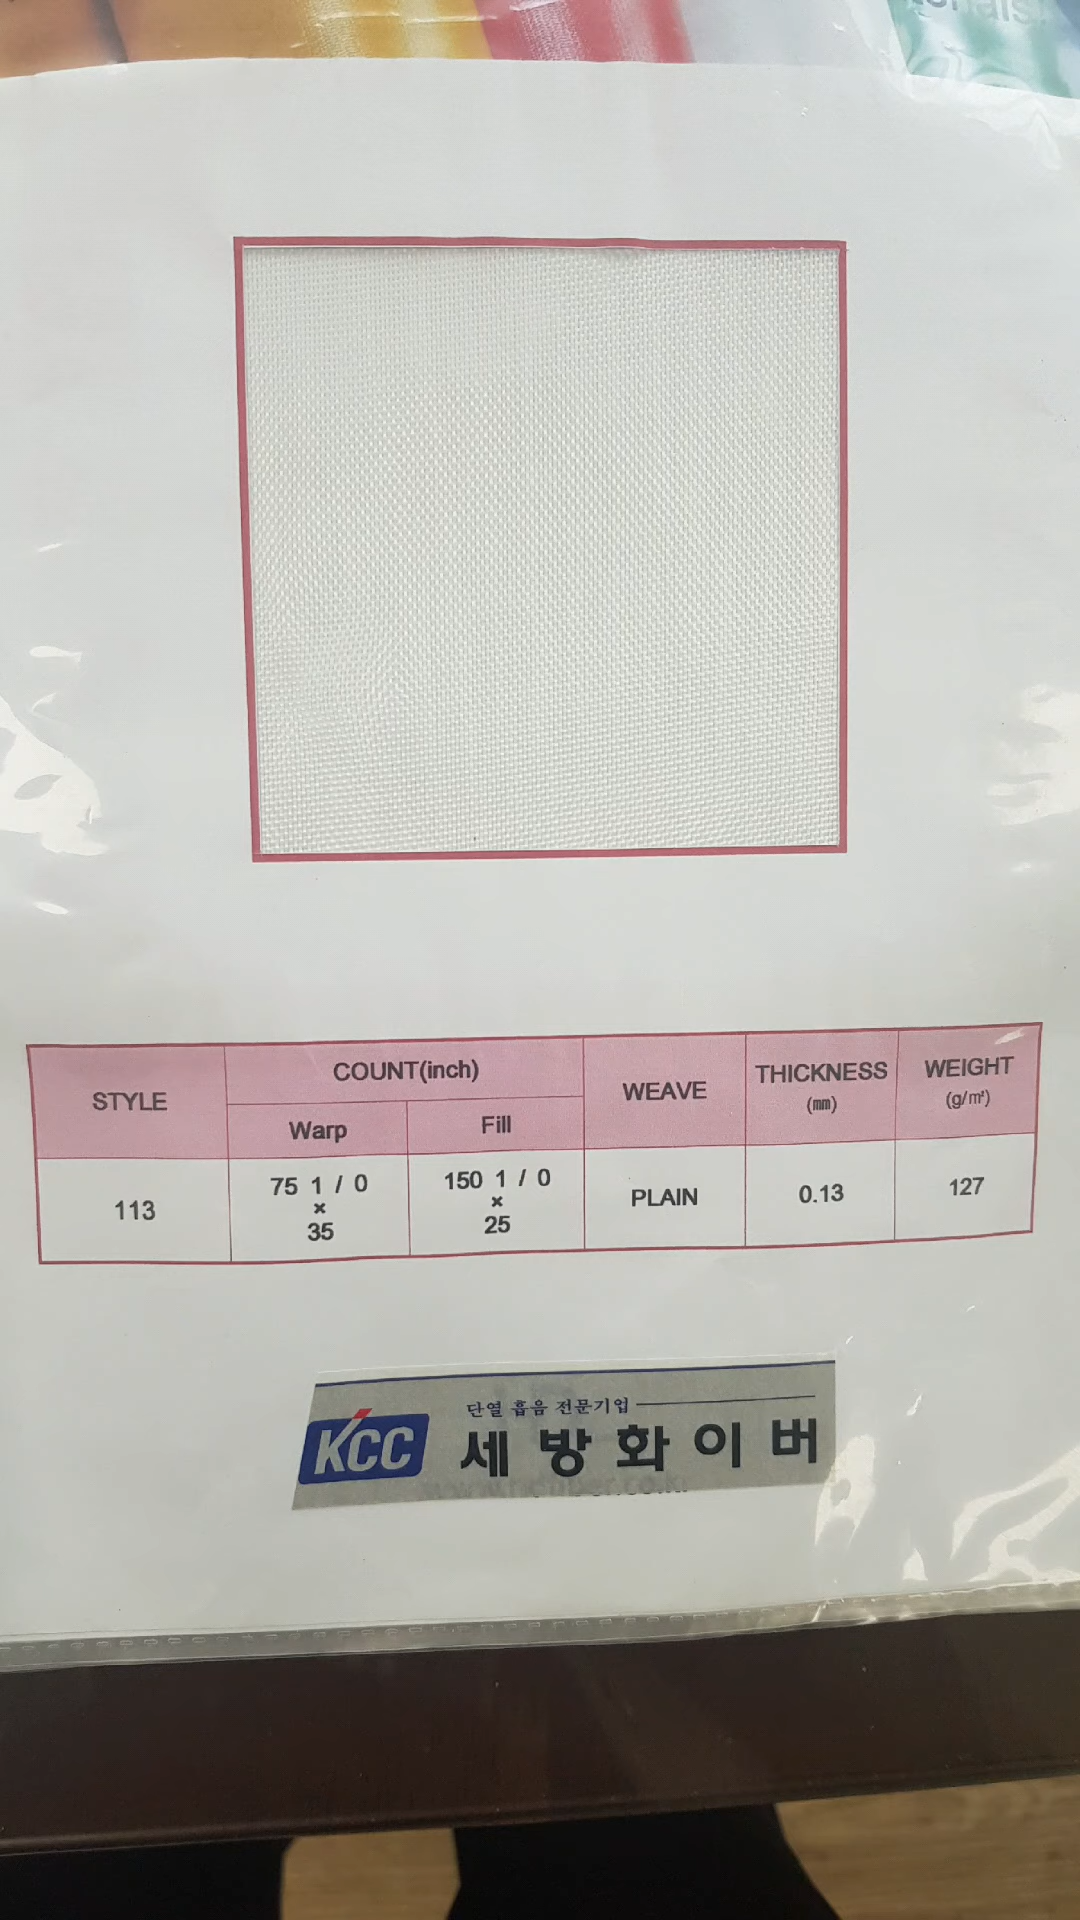 STYLE
COUNT(inch)
Warp
Fill
WEAVE
THICKNESS
(㎜)
WEIGHT
(g/㎡)
113
75 1 / 0
×
35
150 1 / 0
×
25
PLAIN
0.13
127
단열 흡음 전문기업
KCC
세방화이버